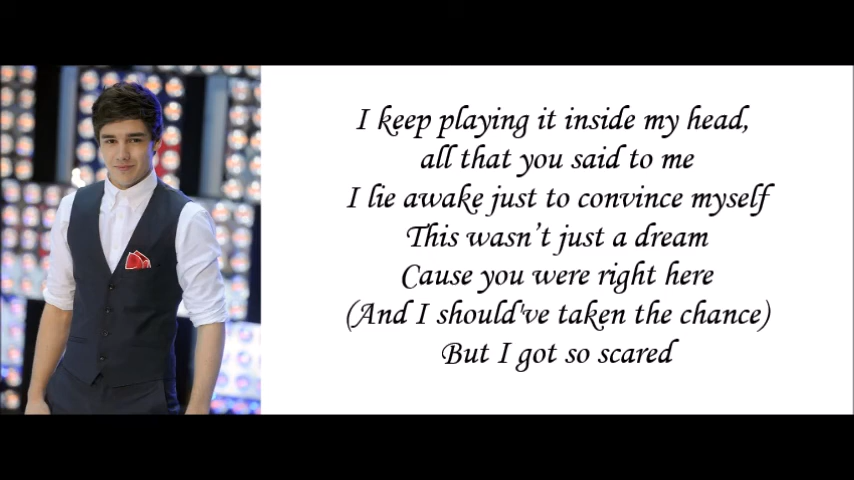 I keep playing it inside my head,
all that you said to me
I lie awake just to convince myself
This wasn’t just a dream
Cause you were right here
(And I should've taken the chance)
But I got so scared